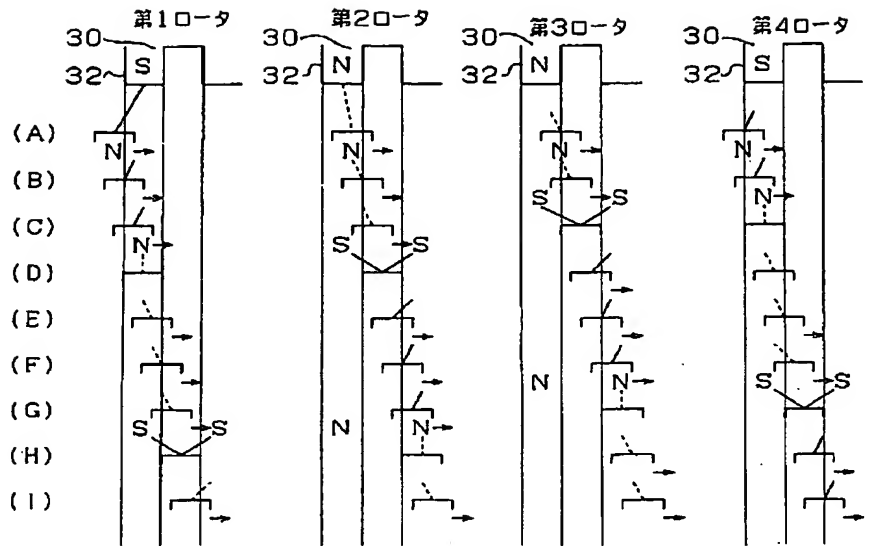 第1ロータ 第2ロータ 第3ロータ 第4ロータ
30 30 30 30
32 S 32 N 32 N 32 S
(A)
N N N N
(B)
N
S S
(C)
N S S
(D)
(E)
(F)
N N S S
(G)
S S N N
(H)
(I)